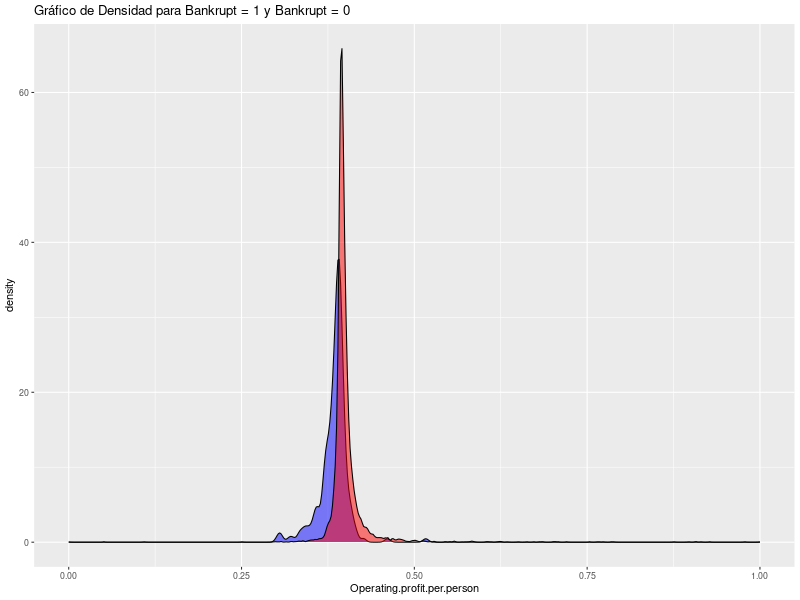 Gráfico de Densidad para Bankrupt = 1 y Bankrupt = 0
60
40
20
0
density
0.00 0.25 0.50 0.75 1.00
Operating.profit.per.person